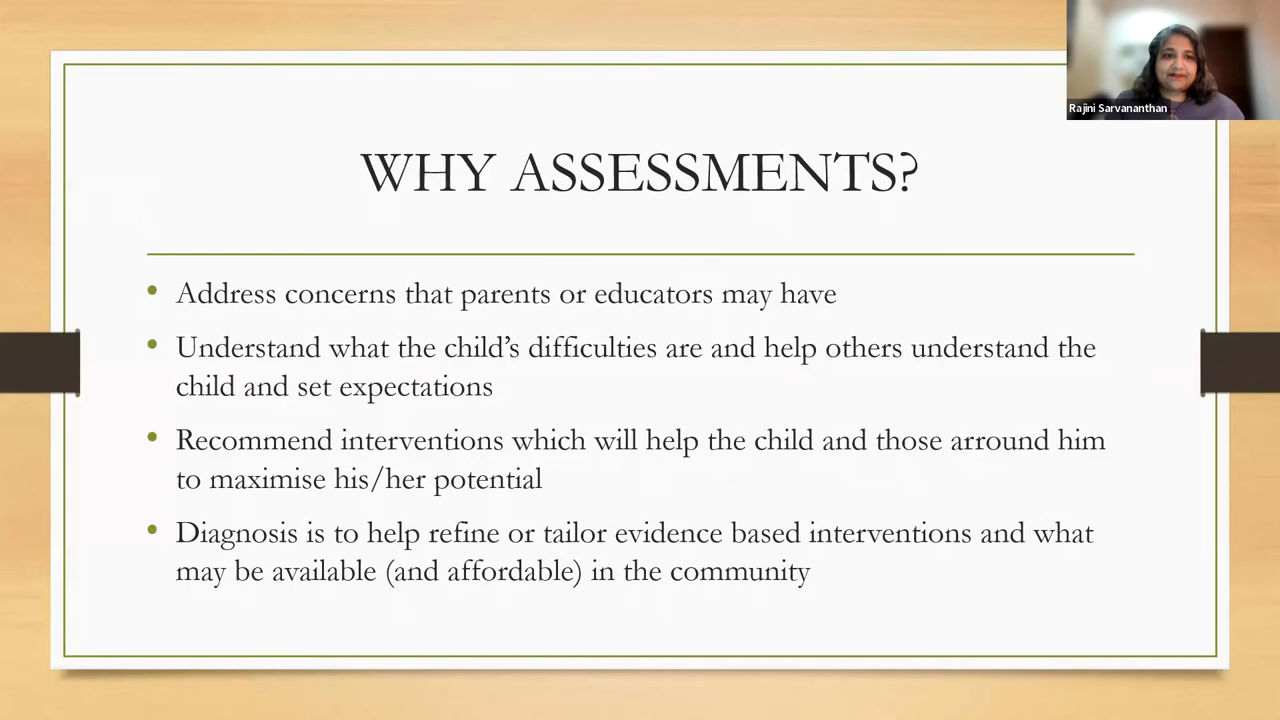 Rajini Sarvananthan
WHY ASSESSMENTS?
• Address concerns that parents or educators may have
• Understand what the child’s difficulties are and help others understand the
child and set expectations
• Recommend interventions which will help the child and those arround him
to maximise his/her potential
• Diagnosis is to help refine or tailor evidence based interventions and what
may be available (and affordable) in the community